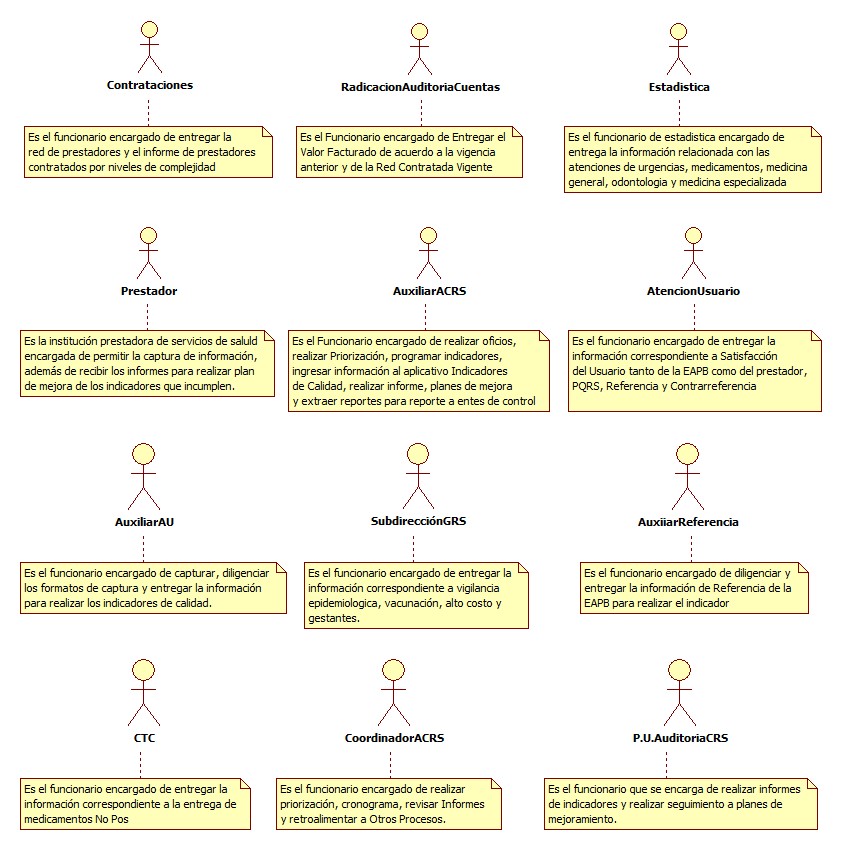 Contrataciones
Es el funcionario encargado de entregar la
red de prestadores y el informe de prestadores
contratados por niveles de complejidad
RadicacionAuditoriaCuentas
Es el Funcionario encargado de Entregar el
Valor Facturado de acuerdo a la vigencia
anterior y de la Red Contratada Vigente
Estadistica
Es el funcionario de estadistica encargado de
entrega la información relacionada con las
atenciones de urgencias, medicamentos, medicina
general, odontologia y medicina especializada
Prestador
Es la institución prestadora de servicios de saluld
encargada de permitir la captura de información,
además de recibir los informes para realizar plan
de mejora de los indicadores que incumplen.
AuxiliarACRS
Es el Funcionario encargado de realizar oficios,
realizar Priorización, programar indicadores,
ingresar información al aplicativo Indicadores
de Calidad, realizar informe, planes de mejora
y extraer reportes para reporte a entes de control
AtencionUsuario
Es el funcionario encargado de entregar la
información correspondiente a Satisfacción
del Usuario tanto de la EAPB como del prestador,
PQRS, Referencia y Contrarreferencia
AuxiliarAU
Es el funcionario encargado de capturar, diligenciar
los formatos de captura y entregar la información
para realizar los indicadores de calidad.
SubdirecciónGRS
Es el funcionario encargado de entregar la
información correspondiente a vigilancia
epidemiologica, vacunación, alto costo y
gestantes.
AuxiiarReferencia
Es el funcionario encargado de diligenciar y
entregar la información de Referencia de la
EAPB para realizar el indicador
CTC
Es el funcionario encargado de entregar la
información correspondiente a la entrega de
medicamentos No Pos
CoordinadorACRS
Es el funcionario encargado de realizar
priorización, cronograma, revisar Informes
y retroalimentar a Otros Procesos.
P.U.AuditoriaCRS
Es el funcionario que se encarga de realizar informes
de indicadores y realizar seguimiento a planes de
mejoramiento.